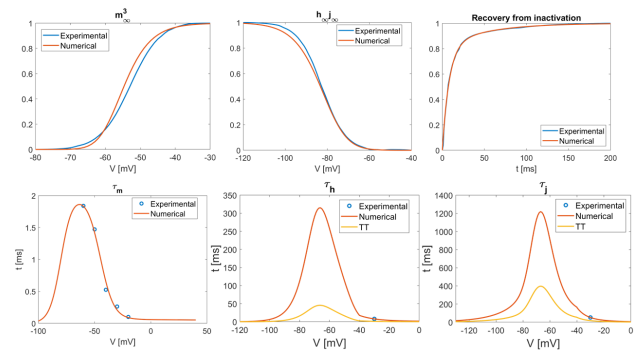 m³∞
Experimental
Numerical
1
0.8
0.6
0.4
0.2
0
-80 -70 -60 -50 -40 -30
V [mV]
h∞j∞
Experimental
Numerical
1
0.8
0.6
0.4
0.2
0
-120 -100 -80 -60 -40
V [mV]
Recovery from inactivation
Experimental
Numerical
1
0.8
0.6
0.4
0.2
0
0 50 100 150 200
t [ms]
τm
Experimental
Numerical
t [ms]
2
1.5
1
0.5
0
-100 -50 0 50
V [mV]
τh
Experimental
Numerical
TT
t [ms]
350
300
250
200
150
100
50
0
-120 -100 -80 -60 -40 -20 0
V [mV]
τj
Experimental
Numerical
TT
t [ms]
1400
1200
1000
800
600
400
200
0
-120 -100 -80 -60 -40 -20 0
V [mV]